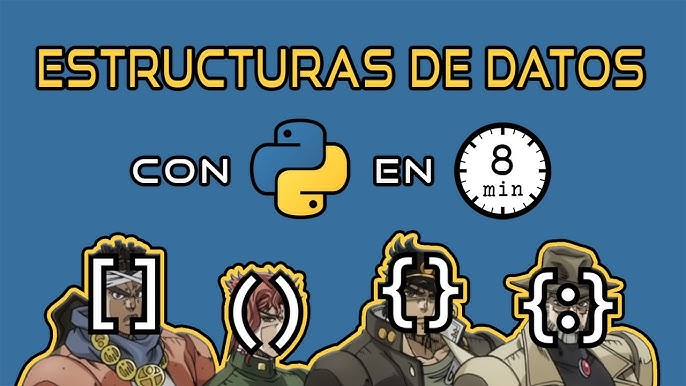 ESTRUCTURAS DE DATOS
CON EN 8 min
[ ] ( ) { } {:}